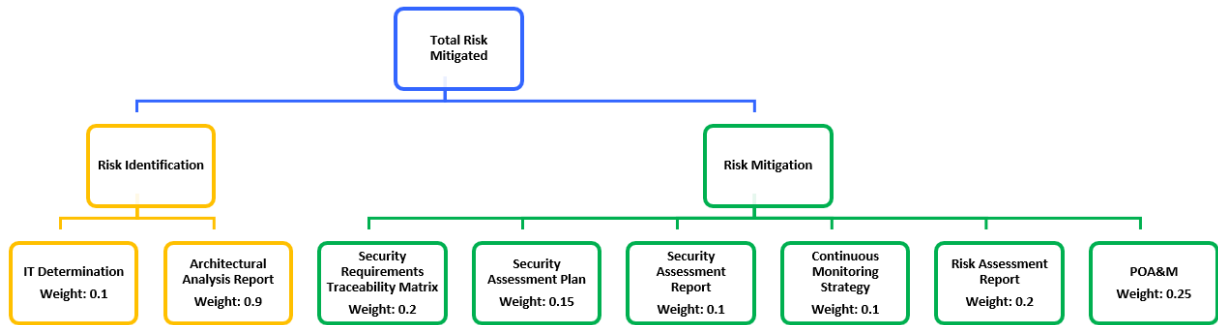 Total Risk
Mitigated
Risk Identification
Risk Mitigation
IT Determination
Weight: 0.1
Architectural
Analysis Report
Weight: 0.9
Security
Requirements
Traceability Matrix
Weight: 0.2
Security
Assessment Plan
Weight: 0.15
Security
Assessment
Report
Weight: 0.1
Continuous
Monitoring
Strategy
Weight: 0.1
Risk Assessment
Report
Weight: 0.2
POA&M
Weight: 0.25